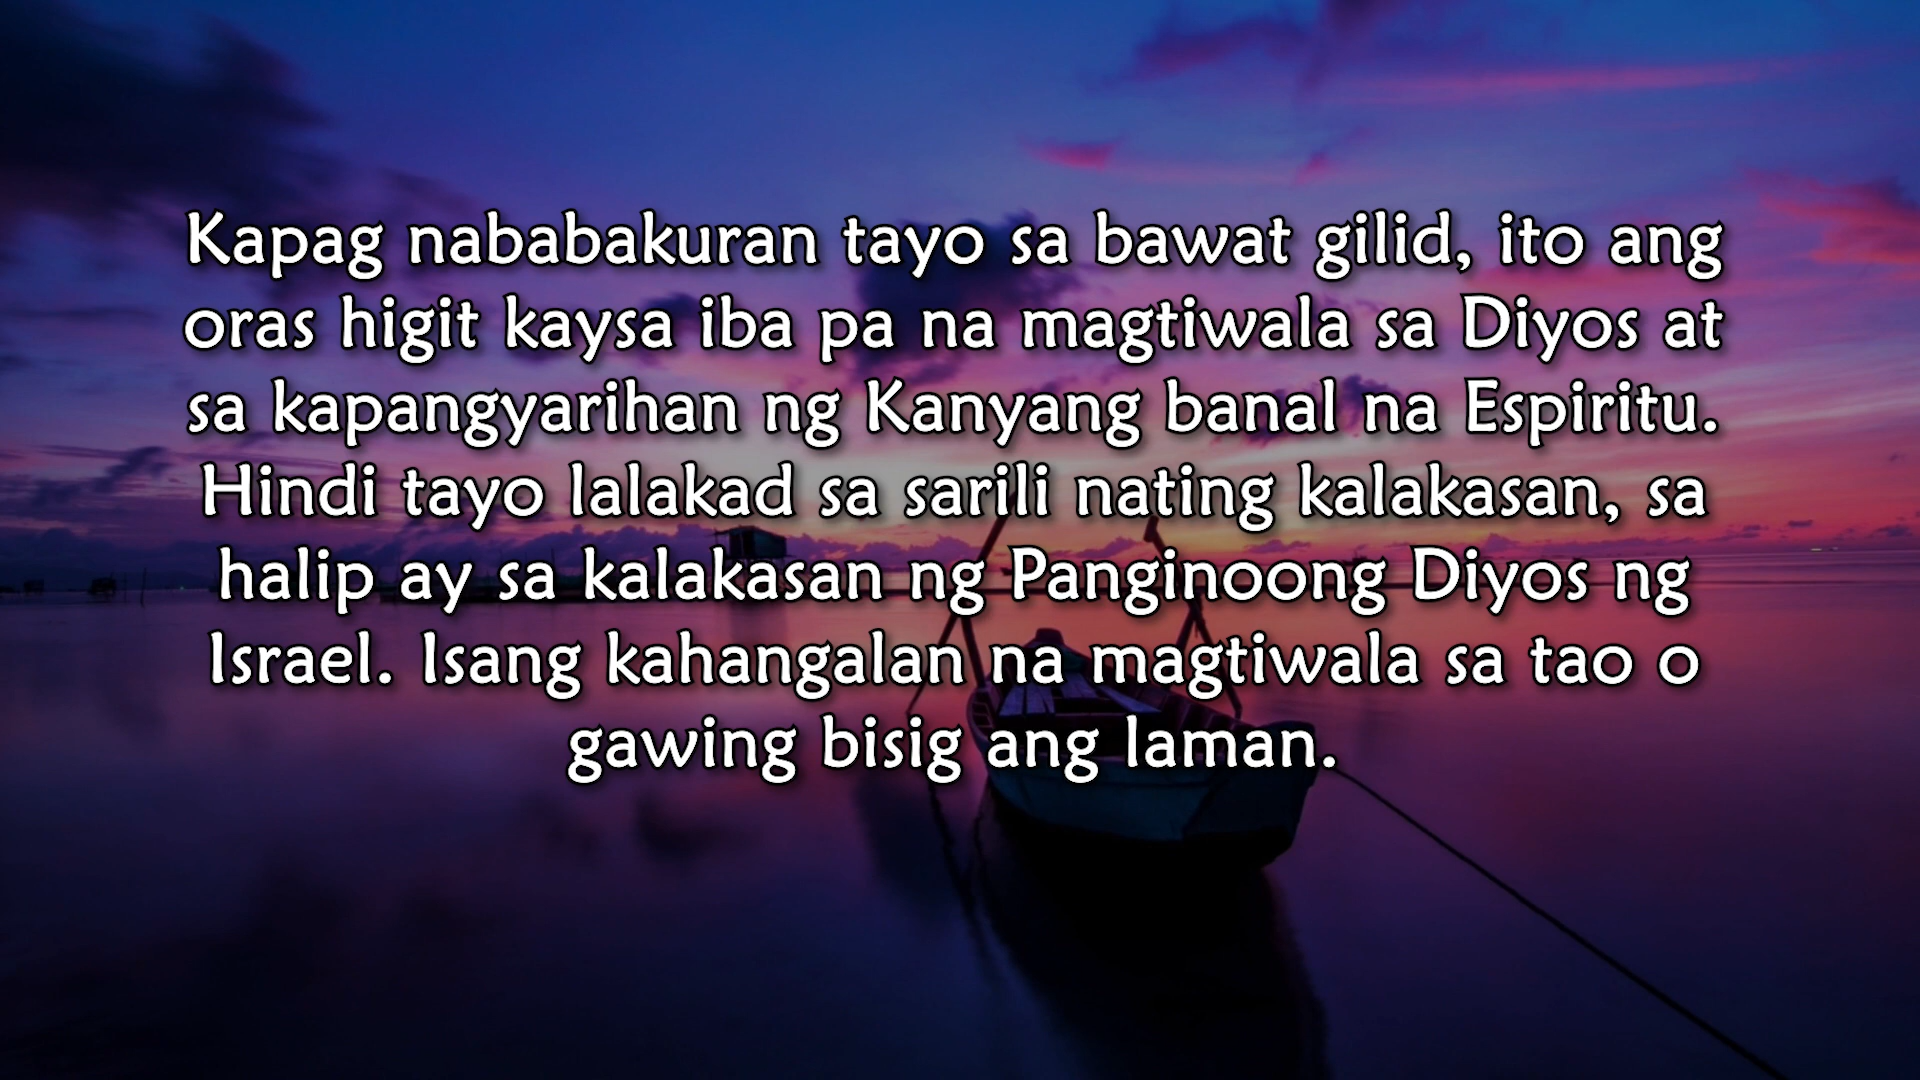 Kapag nababakuran tayo sa bawat gilid, ito ang
oras higit kaysa iba pa na magtiwala sa Diyos at
sa kapangyarihan ng Kanyang banal na Espiritu.
Hindi tayo lalakad sa sarili nating kalakasan, sa
halip ay sa kalakasan ng Panginoong Diyos ng
Israel. Isang kahangalan na magtiwala sa tao o
gawing bisig ang laman.